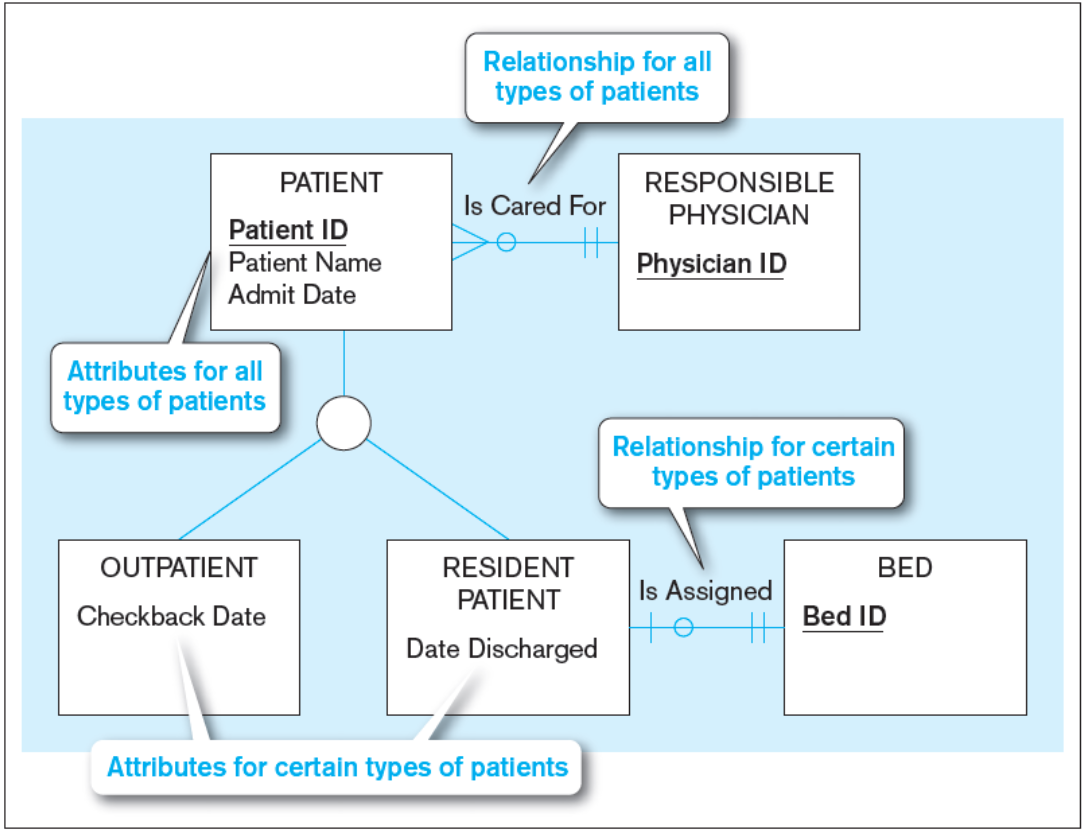 Relationship for all
types of patients
PATIENT
Patient ID
Patient Name
Admit Date
Is Cared For
RESPONSIBLE
PHYSICIAN
Physician ID
Attributes for all
types of patients
Relationship for certain
types of patients
OUTPATIENT
Checkback Date
RESIDENT
PATIENT
Date Discharged
Is Assigned
BED
Bed ID
Attributes for certain types of patients